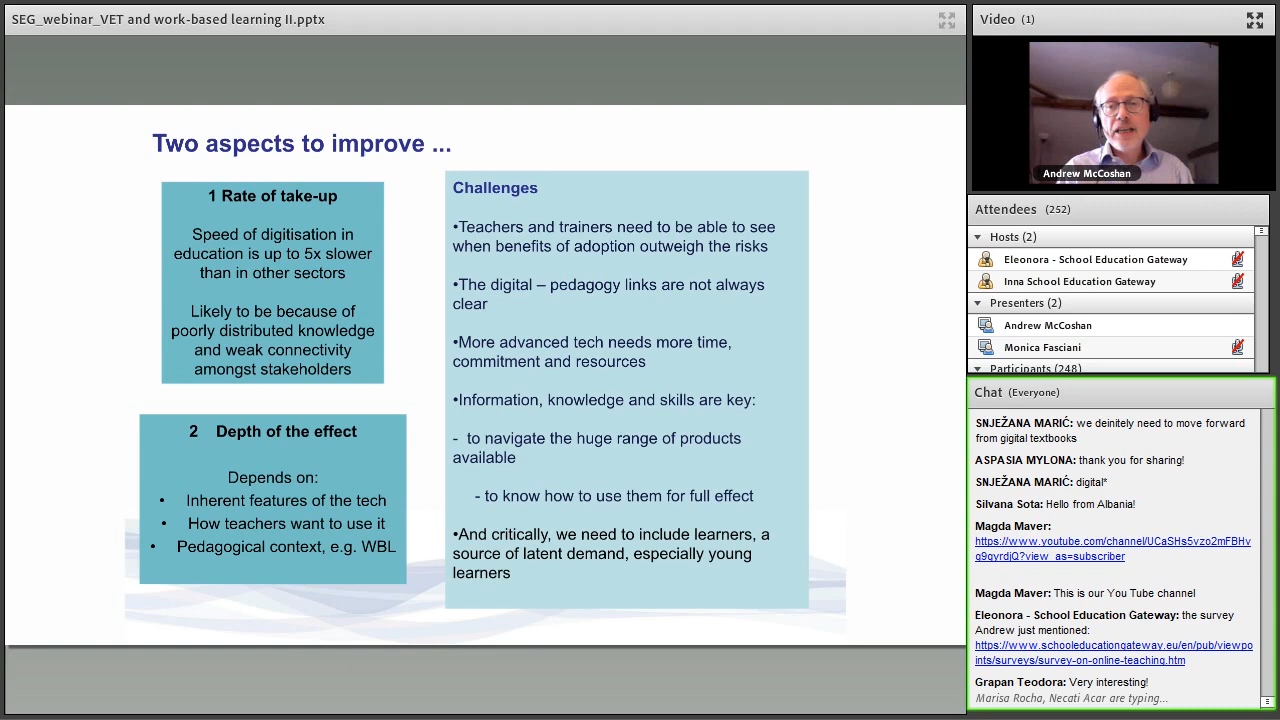 SEG_webinar_VET and work-based learning II.pptx
Two aspects to improve ...
1 Rate of take-up
Speed of digitisation in
education is up to 5x slower
than in other sectors
Likely to be because of
poorly distributed knowledge
and weak connectivity
amongst stakeholders
2 Depth of the effect
Depends on:
• Inherent features of the tech
• How teachers want to use it
• Pedagogical context, e.g. WBL
Challenges
•Teachers and trainers need to be able to see
when benefits of adoption outweigh the risks
•The digital – pedagogy links are not always
clear
•More advanced tech needs more time,
commitment and resources
•Information, knowledge and skills are key:
- to navigate the huge range of products
available
- to know how to use them for full effect
•And critically, we need to include learners, a
source of latent demand, especially young
learners
Video (1)
Andrew McCoshan
Attendees (252)
Hosts (2)
Eleonora - School Education Gateway
Inna School Education Gateway
Presenters (2)
Andrew McCoshan
Monica Fasciani
Participants (248)
Chat (Everyone)
SNJEŽANA MARIĆ: we deinitely need to move forward
from gigital textbooks
ASPASIA MYLONA: thank you for sharing!
SNJEŽANA MARIĆ: digital*
Silvana Sota: Hello from Albania!
Magda Maver:
https://www.youtube.com/channel/UCaSHs5vzo2mFBHv
q9qyrdjQ?view_as=subscriber
Magda Maver: This is our You Tube channel
Eleonora - School Education Gateway: the survey
Andrew just mentioned:
https://www.schooleducationgateway.eu/en/pub/viewpo
ints/surveys/survey-on-online-teaching.htm
Grapan Teodora: Very interesting!
Marisa Rocha, Necati Acar are typing...